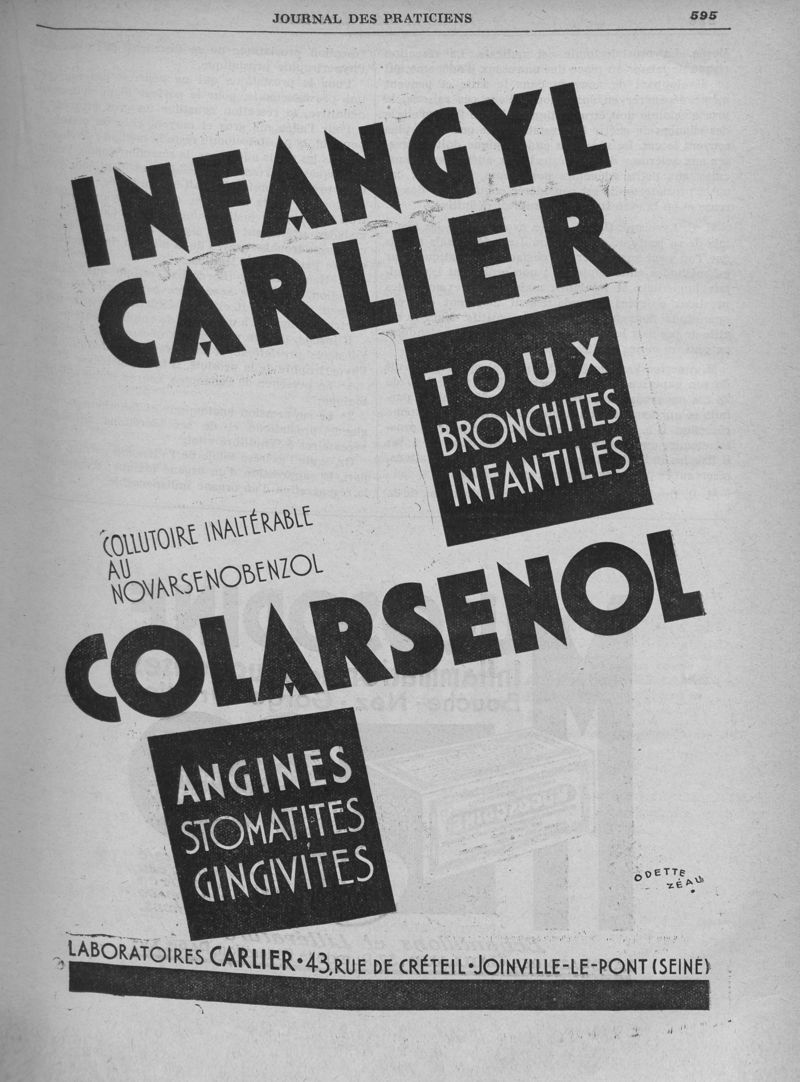 JOURNAL DES PRATICIENS
595
INFANGYL
CARLIER
TOUX
BRONCHITES
INFANTILES
COLLUTOIRE INALTÉRABLE
AU
NOVARSENOBENZOL
COLARSENOL
ANGINES
STOMATITES
GINGIVITES
ODETTE
ZÉAU
LABORATOIRES CARLIER • 43, RUE DE CRÉTEIL • JOINVILLE-LE-PONT (SEINE)